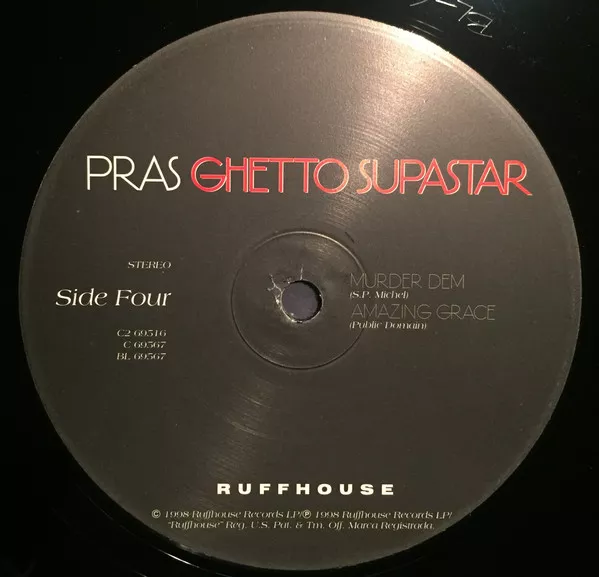 PRAS GHETTO SUPASTAR
STEREO
Side Four
C2 69516
C 69567
BL 69567
MURDER DEM
(S.P. Michel)
AMAZING GRACE
(Public Domain)
RUFFHOUSE
© 1998 Ruffhouse Records LP/℗ 1998 Ruffhouse Records LP/
"Ruffhouse" Reg. U.S. Pat. & Tm. Off. Marca Registrada.